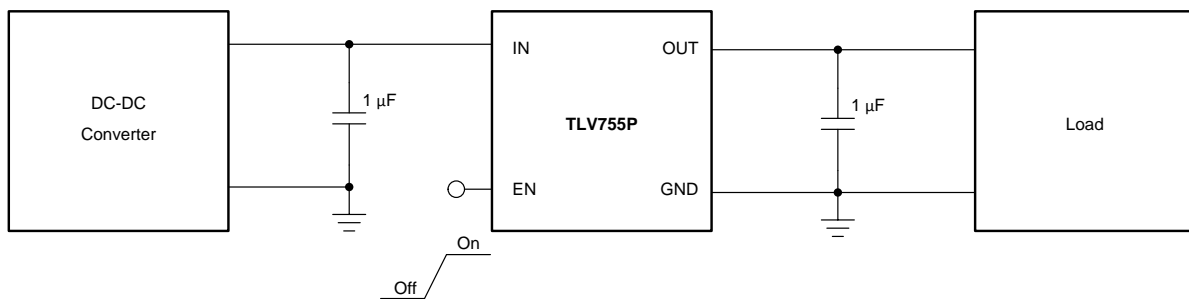 DC-DC
Converter
1 µF
IN
OUT
TLV755P
EN
GND
1 µF
Load
On
Off